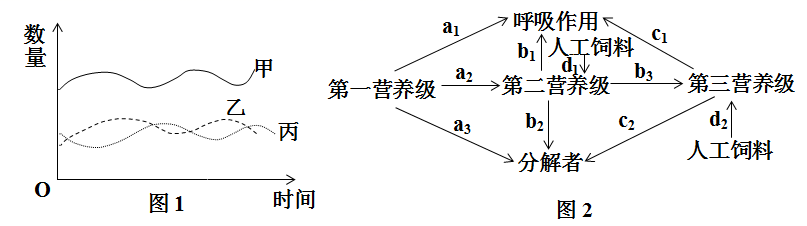 数量
甲
乙
丙
O
时间
图1
a1 呼吸作用 c1
b1 人工饲料
d1
第一营养级 a2 第二营养级 b3 第三营养级
a3 b2 c2 d2
分解者 人工饲料
图2